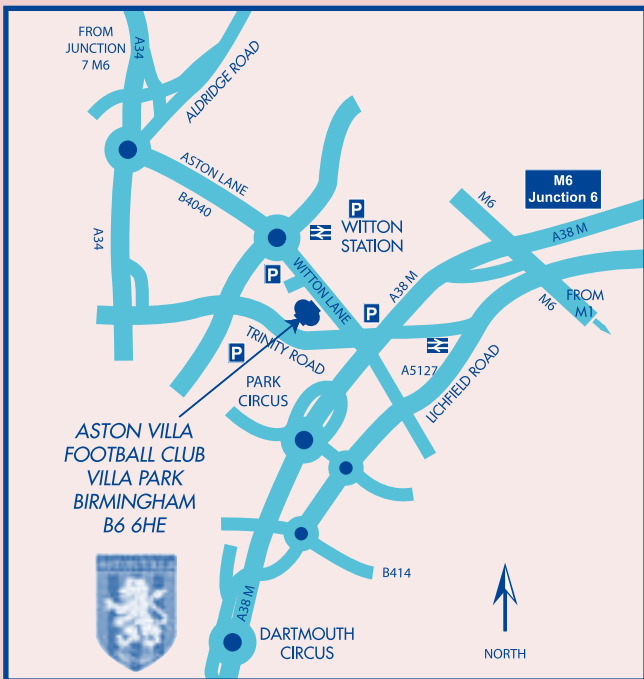 FROM
JUNCTION
7 M6
A34
ALDRIDGE ROAD
ASTON LANE
B4040
A34
P
WITTON
STATION
P
WITTON LANE
M6
Junction 6
M6
A38 M
A38 M
M6
FROM
M1
P
TRINITY ROAD
P
A5127
LICHFIELD ROAD
PARK
CIRCUS
ASTON VILLA
FOOTBALL CLUB
VILLA PARK
BIRMINGHAM
B6 6HE
B414
A38 M
DARTMOUTH
CIRCUS
NORTH